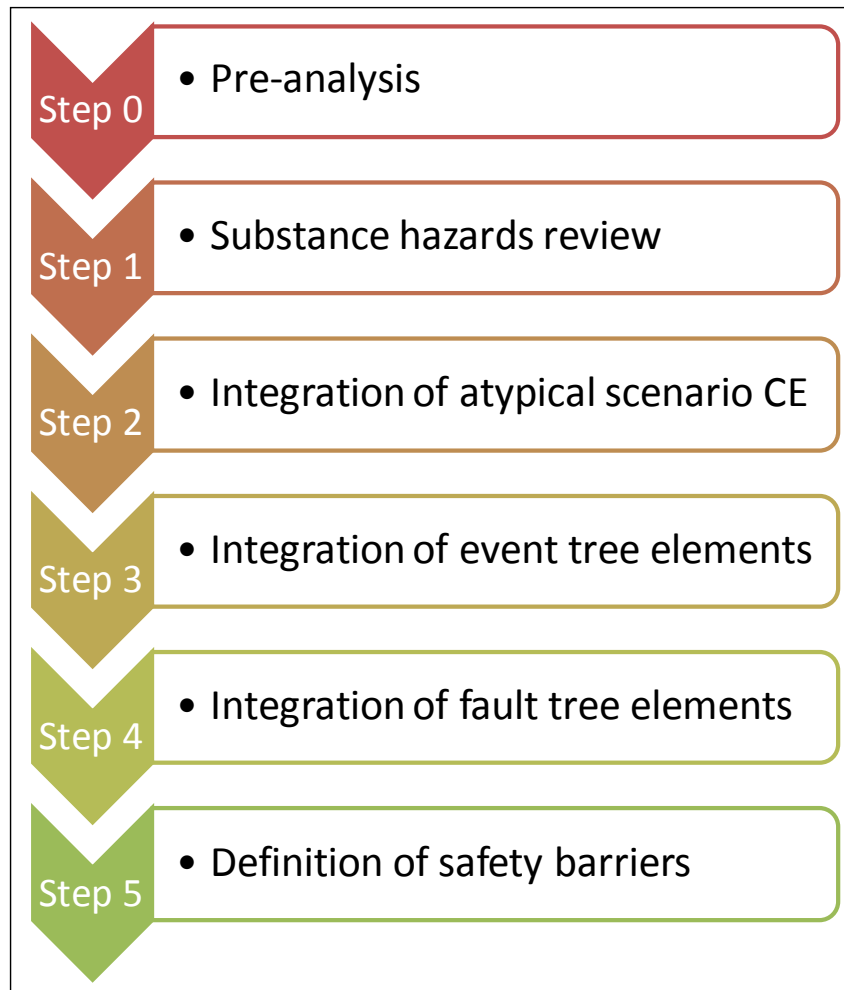 Step 0
• Pre-analysis
Step 1
• Substance hazards review
Step 2
• Integration of atypical scenario CE
Step 3
• Integration of event tree elements
Step 4
• Integration of fault tree elements
Step 5
• Definition of safety barriers